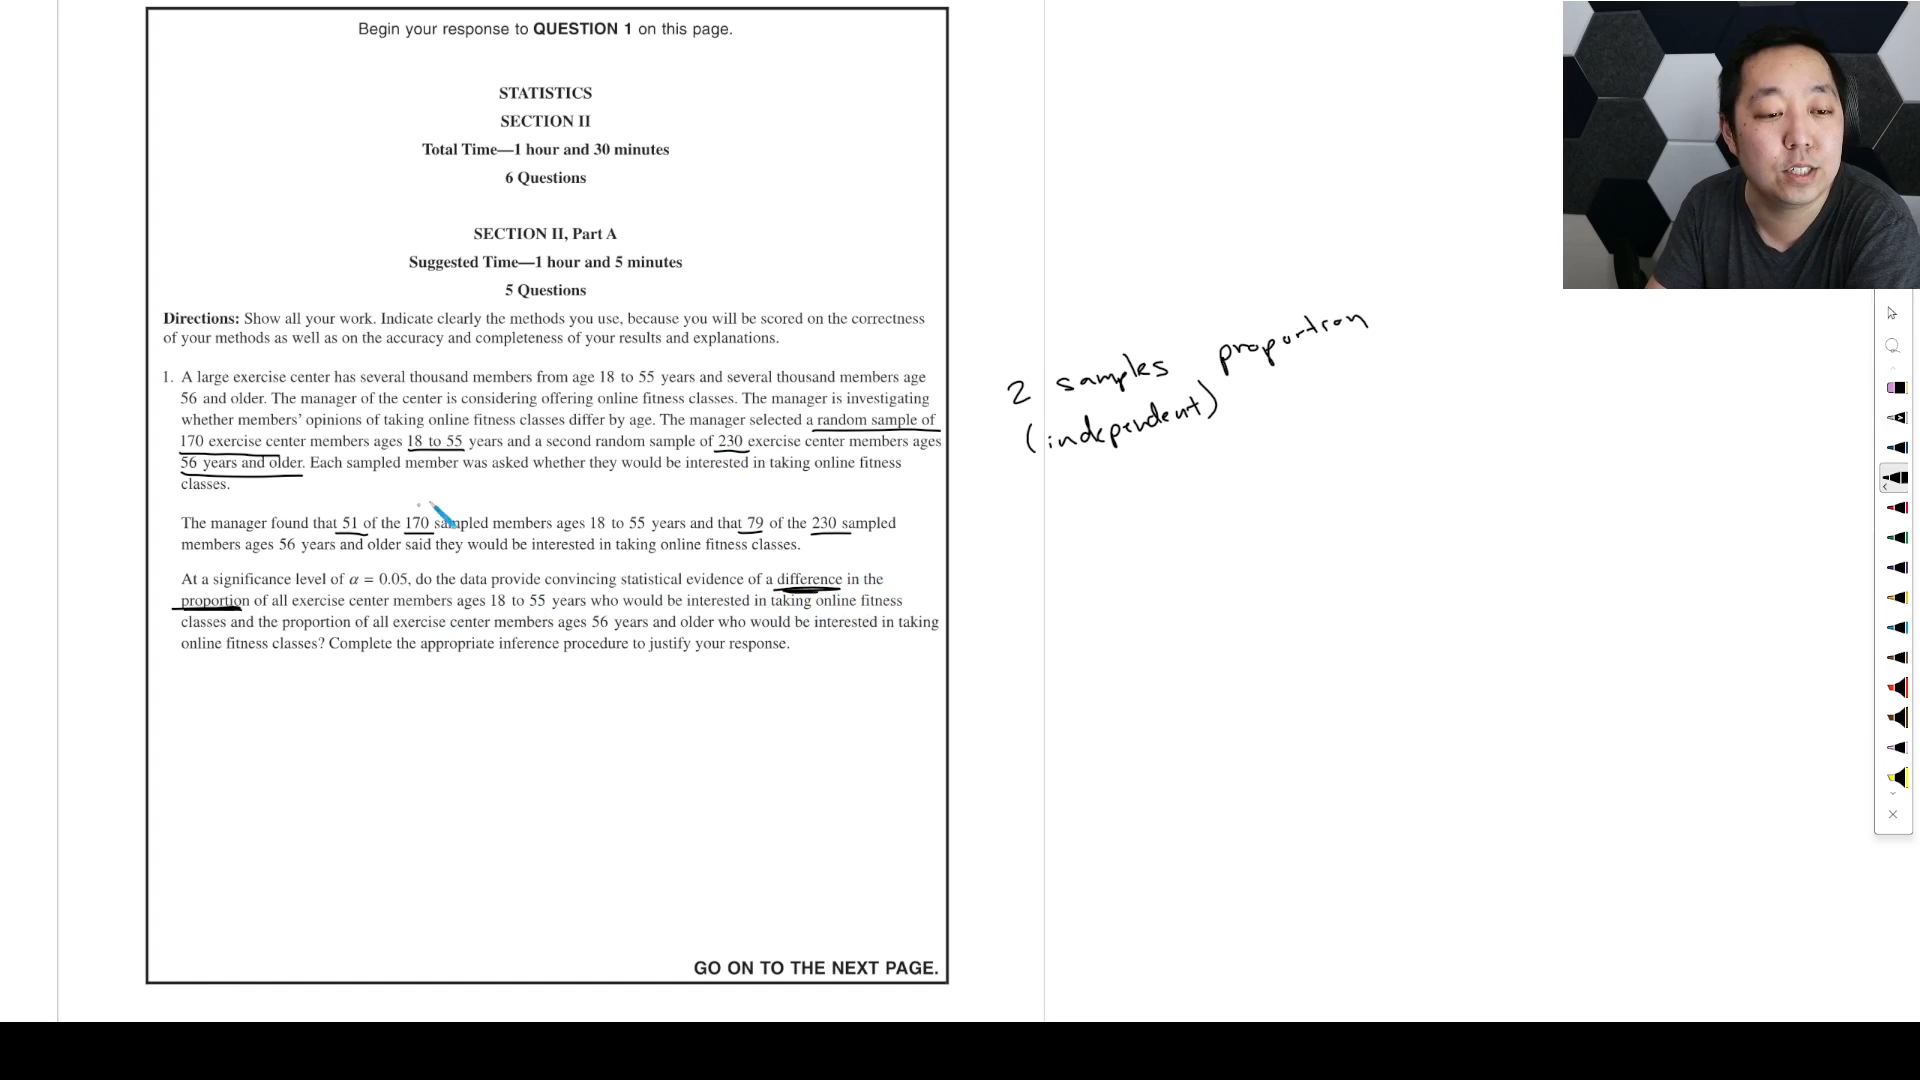 Begin your response to QUESTION 1 on this page.
STATISTICS
SECTION II
Total Time—1 hour and 30 minutes
6 Questions
SECTION II, Part A
Suggested Time—1 hour and 5 minutes
5 Questions
Directions: Show all your work. Indicate clearly the methods you use, because you will be scored on the correctness
of your methods as well as on the accuracy and completeness of your results and explanations.
1. A large exercise center has several thousand members from age 18 to 55 years and several thousand members age
56 and older. The manager of the center is considering offering online fitness classes. The manager is investigating
whether members’ opinions of taking online fitness classes differ by age. The manager selected a random sample of
170 exercise center members ages 18 to 55 years and a second random sample of 230 exercise center members ages
56 years and older. Each sampled member was asked whether they would be interested in taking online fitness
classes.
The manager found that 51 of the 170 sampled members ages 18 to 55 years and that 79 of the 230 sampled
members ages 56 years and older said they would be interested in taking online fitness classes.
At a significance level of α = 0.05, do the data provide convincing statistical evidence of a difference in the
proportion of all exercise center members ages 18 to 55 years who would be interested in taking online fitness
classes and the proportion of all exercise center members ages 56 years and older who would be interested in taking
online fitness classes? Complete the appropriate inference procedure to justify your response.
GO ON TO THE NEXT PAGE.
2 samples proportion
(independent)